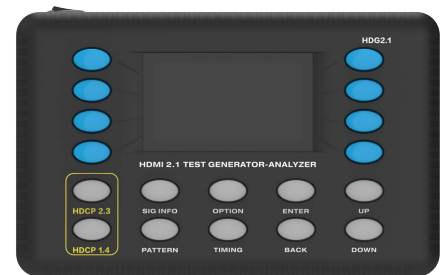 HDG2.1
HDMI 2.1 TEST GENERATOR-ANALYZER
HDCP 2.3 SIG INFO OPTION ENTER UP
HDCP 1.4 PATTERN TIMING BACK DOWN